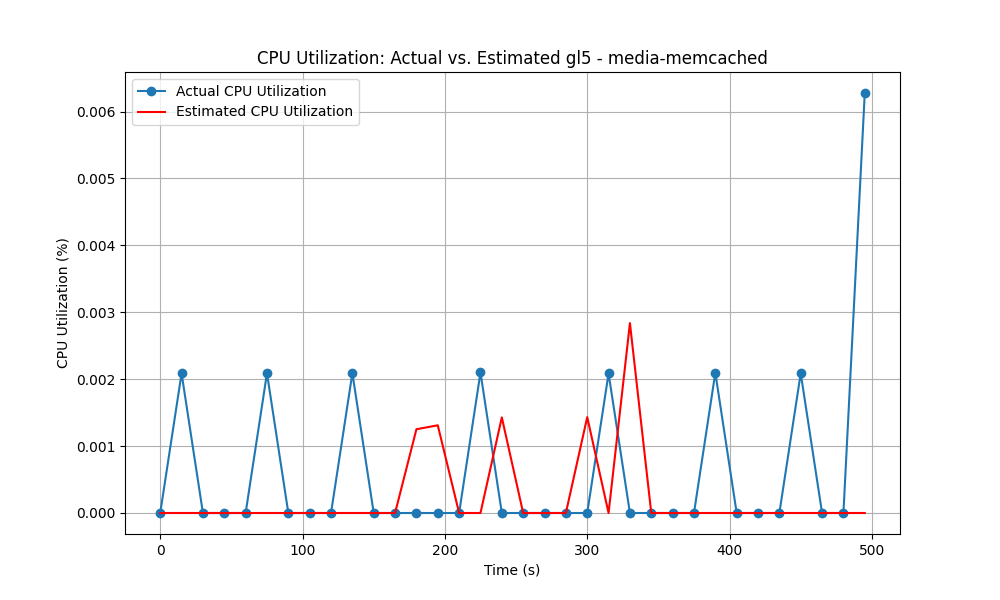 CPU Utilization: Actual vs. Estimated gl5 - media-memcached
Actual CPU Utilization
Estimated CPU Utilization
CPU Utilization (%)
0.006
0.005
0.004
0.003
0.002
0.001
0.000
0 100 200 300 400 500
Time (s)